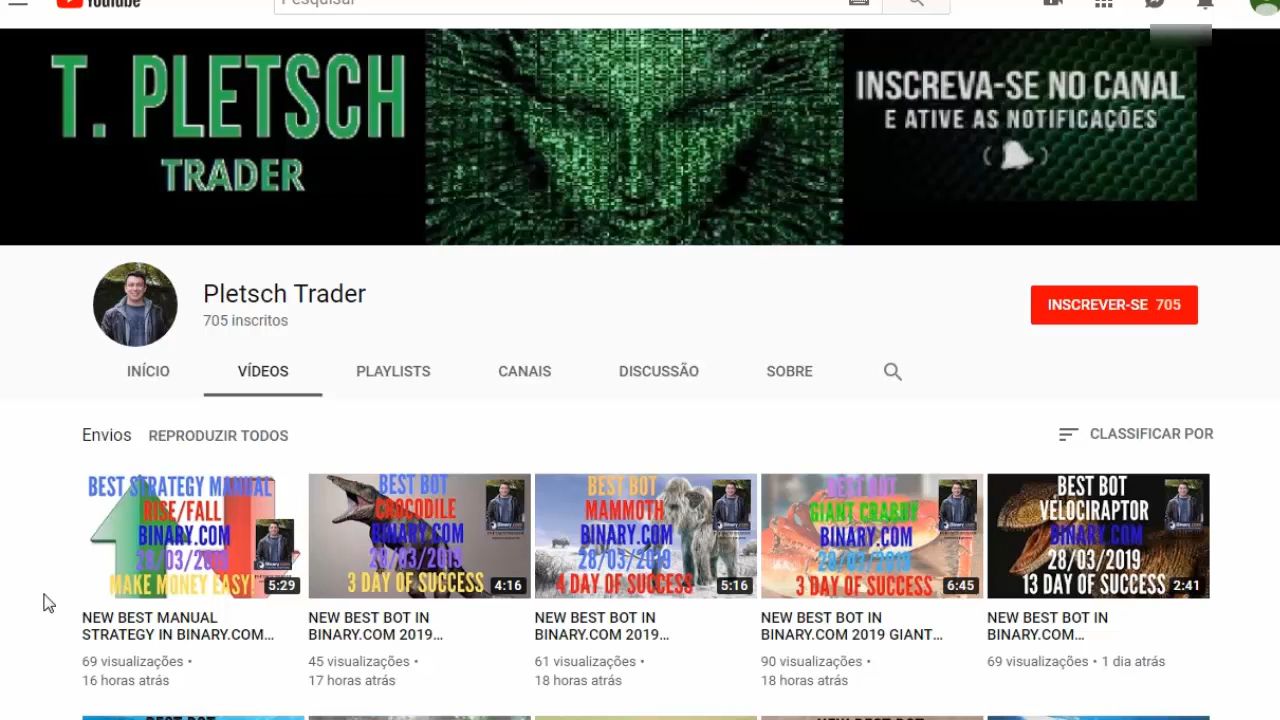 YouTube
Pesquisar
T. PLETSCH
TRADER
INSCREVA-SE NO CANAL
E ATIVE AS NOTIFICAÇÕES
Pletsch Trader
705 inscritos
INSCREVER-SE 705
INÍCIO VÍDEOS PLAYLISTS CANAIS DISCUSSÃO SOBRE
Envios REPRODUZIR TODOS CLASSIFICAR POR
BEST STRATEGY MANUAL
RISE/FALL
BINARY.COM
28/03/2019
MAKE MONEY EASY!
5:29
BEST BOT
CROCODILE
BINARY.COM
28/03/2019
3 DAY OF SUCCESS
4:16
BEST BOT
MAMMOTH
BINARY.COM
28/03/2019
4 DAY OF SUCCESS
5:16
BEST BOT
GIANT CRABBY
BINARY.COM
28/03/2019
3 DAY OF SUCCESS
6:45
BEST BOT
VELOCIRAPTOR
BINARY.COM
28/03/2019
13 DAY OF SUCCESS
2:41
NEW BEST MANUAL
STRATEGY IN BINARY.COM...
69 visualizações •
16 horas atrás
NEW BEST BOT IN
BINARY.COM 2019...
45 visualizações •
17 horas atrás
NEW BEST BOT IN
BINARY.COM 2019...
61 visualizações •
18 horas atrás
NEW BEST BOT IN
BINARY.COM 2019 GIANT...
90 visualizações •
18 horas atrás
NEW BEST BOT IN
BINARY.COM...
69 visualizações • 1 dia atrás